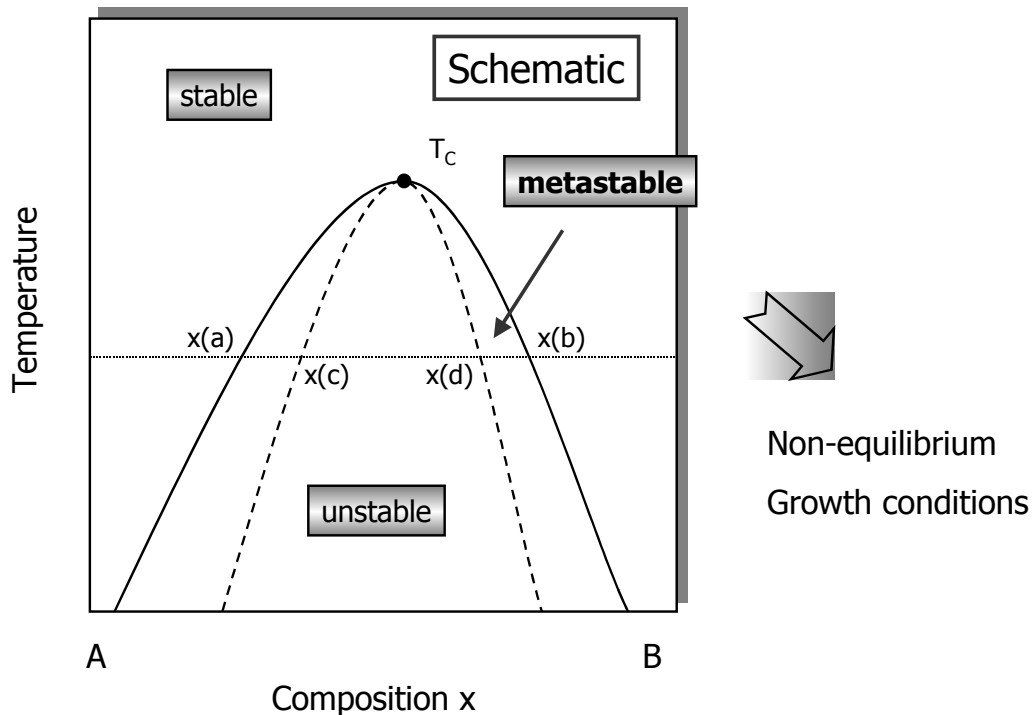 Schematic
stable
T_C
metastable
Temperature
x(a)
x(b)
x(c)
x(d)
Non-equilibrium
Growth conditions
unstable
A
B
Composition x